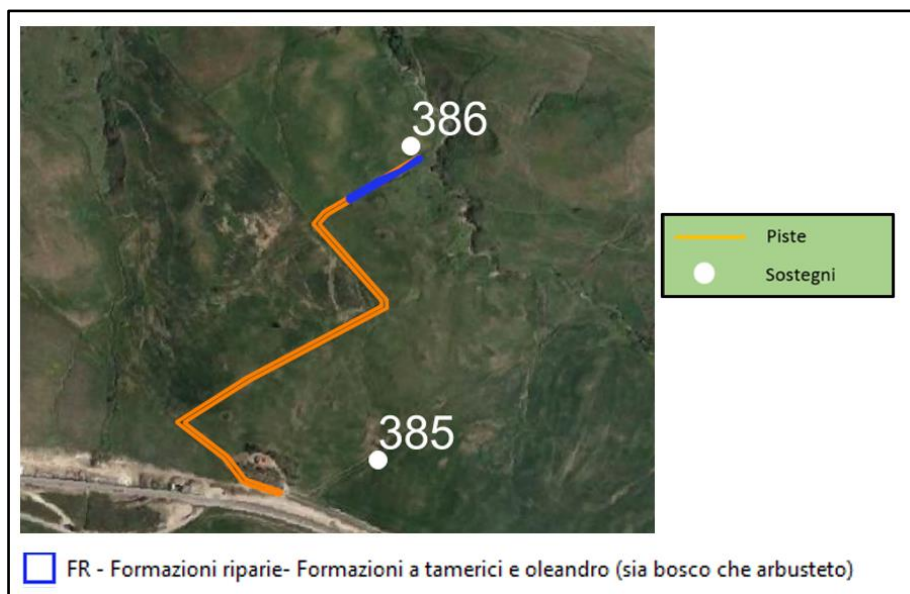 386
385
Piste
Sostegni
FR - Formazioni riparie- Formazioni a tamerici e oleandro (sia bosco che arbusteto)